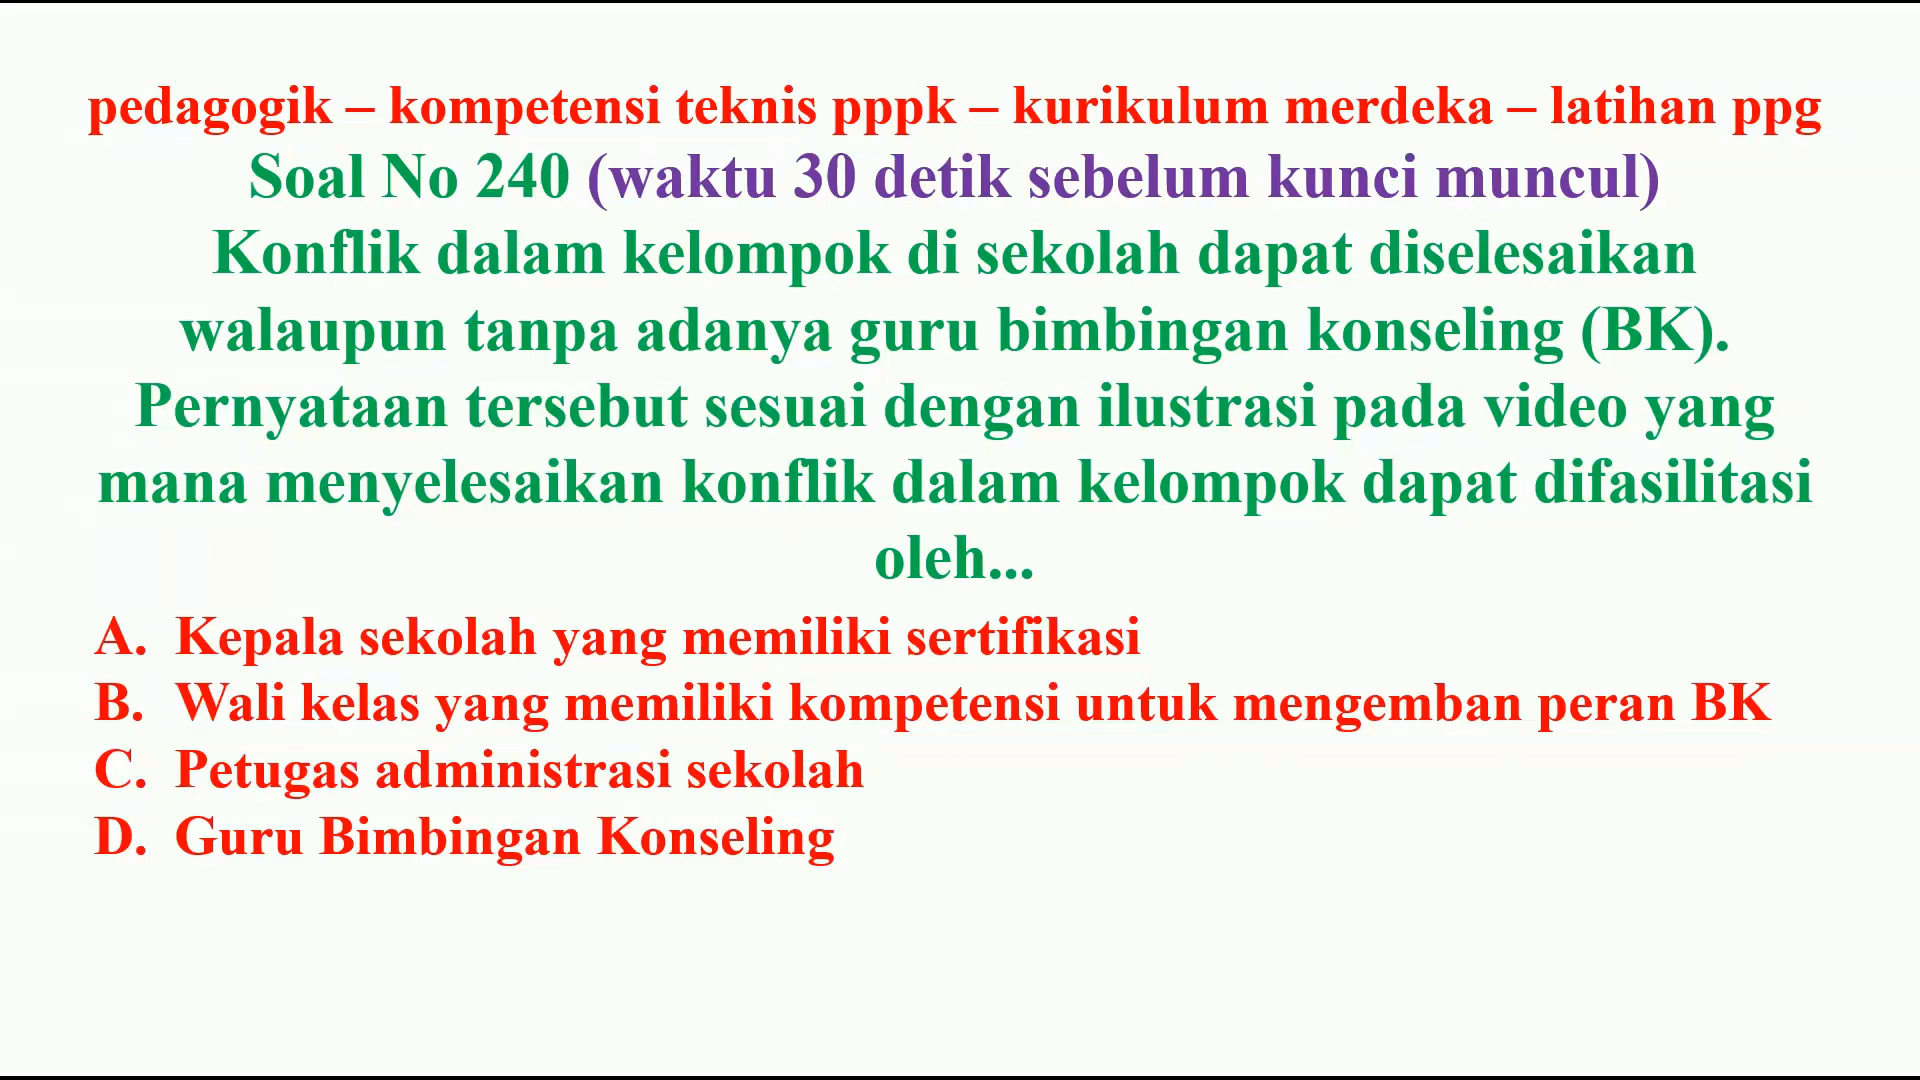 pedagogik – kompetensi teknis pppk – kurikulum merdeka – latihan ppg
Soal No 240 (waktu 30 detik sebelum kunci muncul)
Konflik dalam kelompok di sekolah dapat diselesaikan
walaupun tanpa adanya guru bimbingan konseling (BK).
Pernyataan tersebut sesuai dengan ilustrasi pada video yang
mana menyelesaikan konflik dalam kelompok dapat difasilitasi
oleh...
A. Kepala sekolah yang memiliki sertifikasi
B. Wali kelas yang memiliki kompetensi untuk mengemban peran BK
C. Petugas administrasi sekolah
D. Guru Bimbingan Konseling